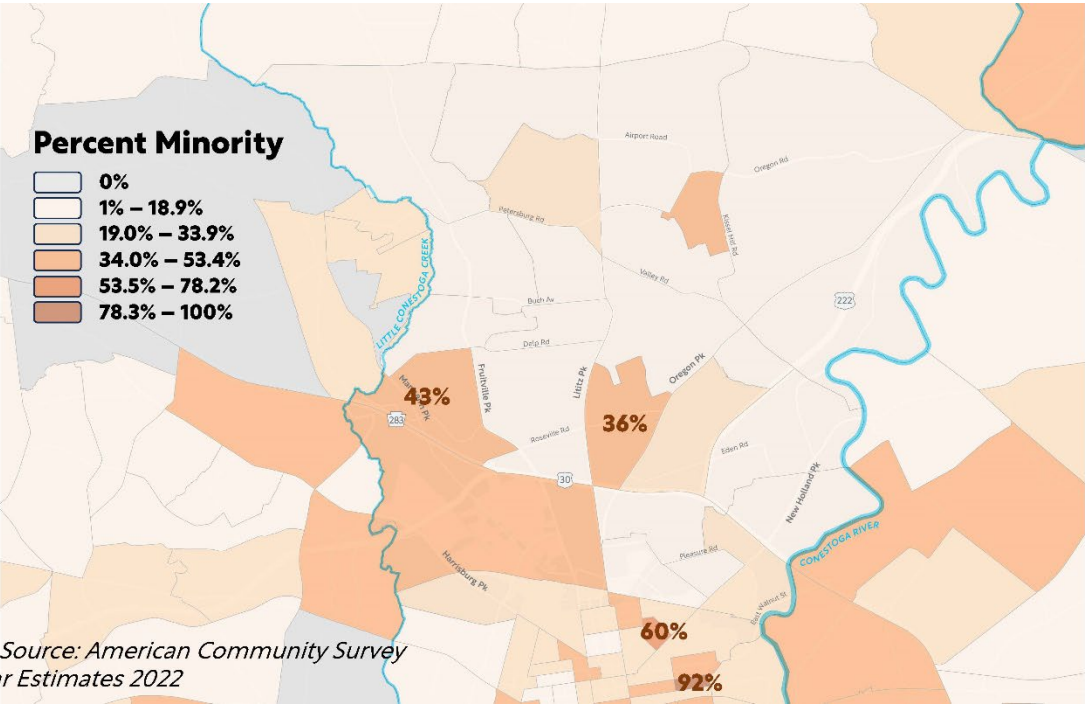 Airport Road
Oregon Rd
Percent Minority
0%
1% – 18.9%
19.0% – 33.9%
34.0% – 53.4%
53.5% – 78.2%
78.3% – 100%
Petersburg Rd
Kissel Hill Rd
LITTLE CONESTOGA CREEK
Valley Rd
Buch Av
222
Delp Rd
Fruitville Pk
Lititz Pk
Oregon Pk
43%
283
36%
Roseville Rd
Eden Rd
30
New Holland Pk
CONESTOGA RIVER
Pleasure Rd
Harrisburg Pk
East Walnut St
60%
92%
Source: American Community Survey
r Estimates 2022